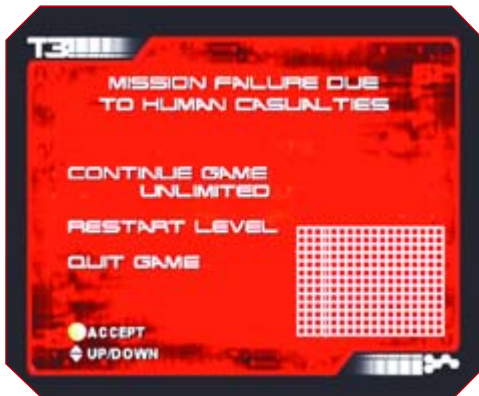 T3
MISSION FAILURE DUE
TO HUMAN CASUALTIES
CONTINUE GAME
UNLIMITED
RESTART LEVEL
QUIT GAME
ACCEPT
UP/DOWN